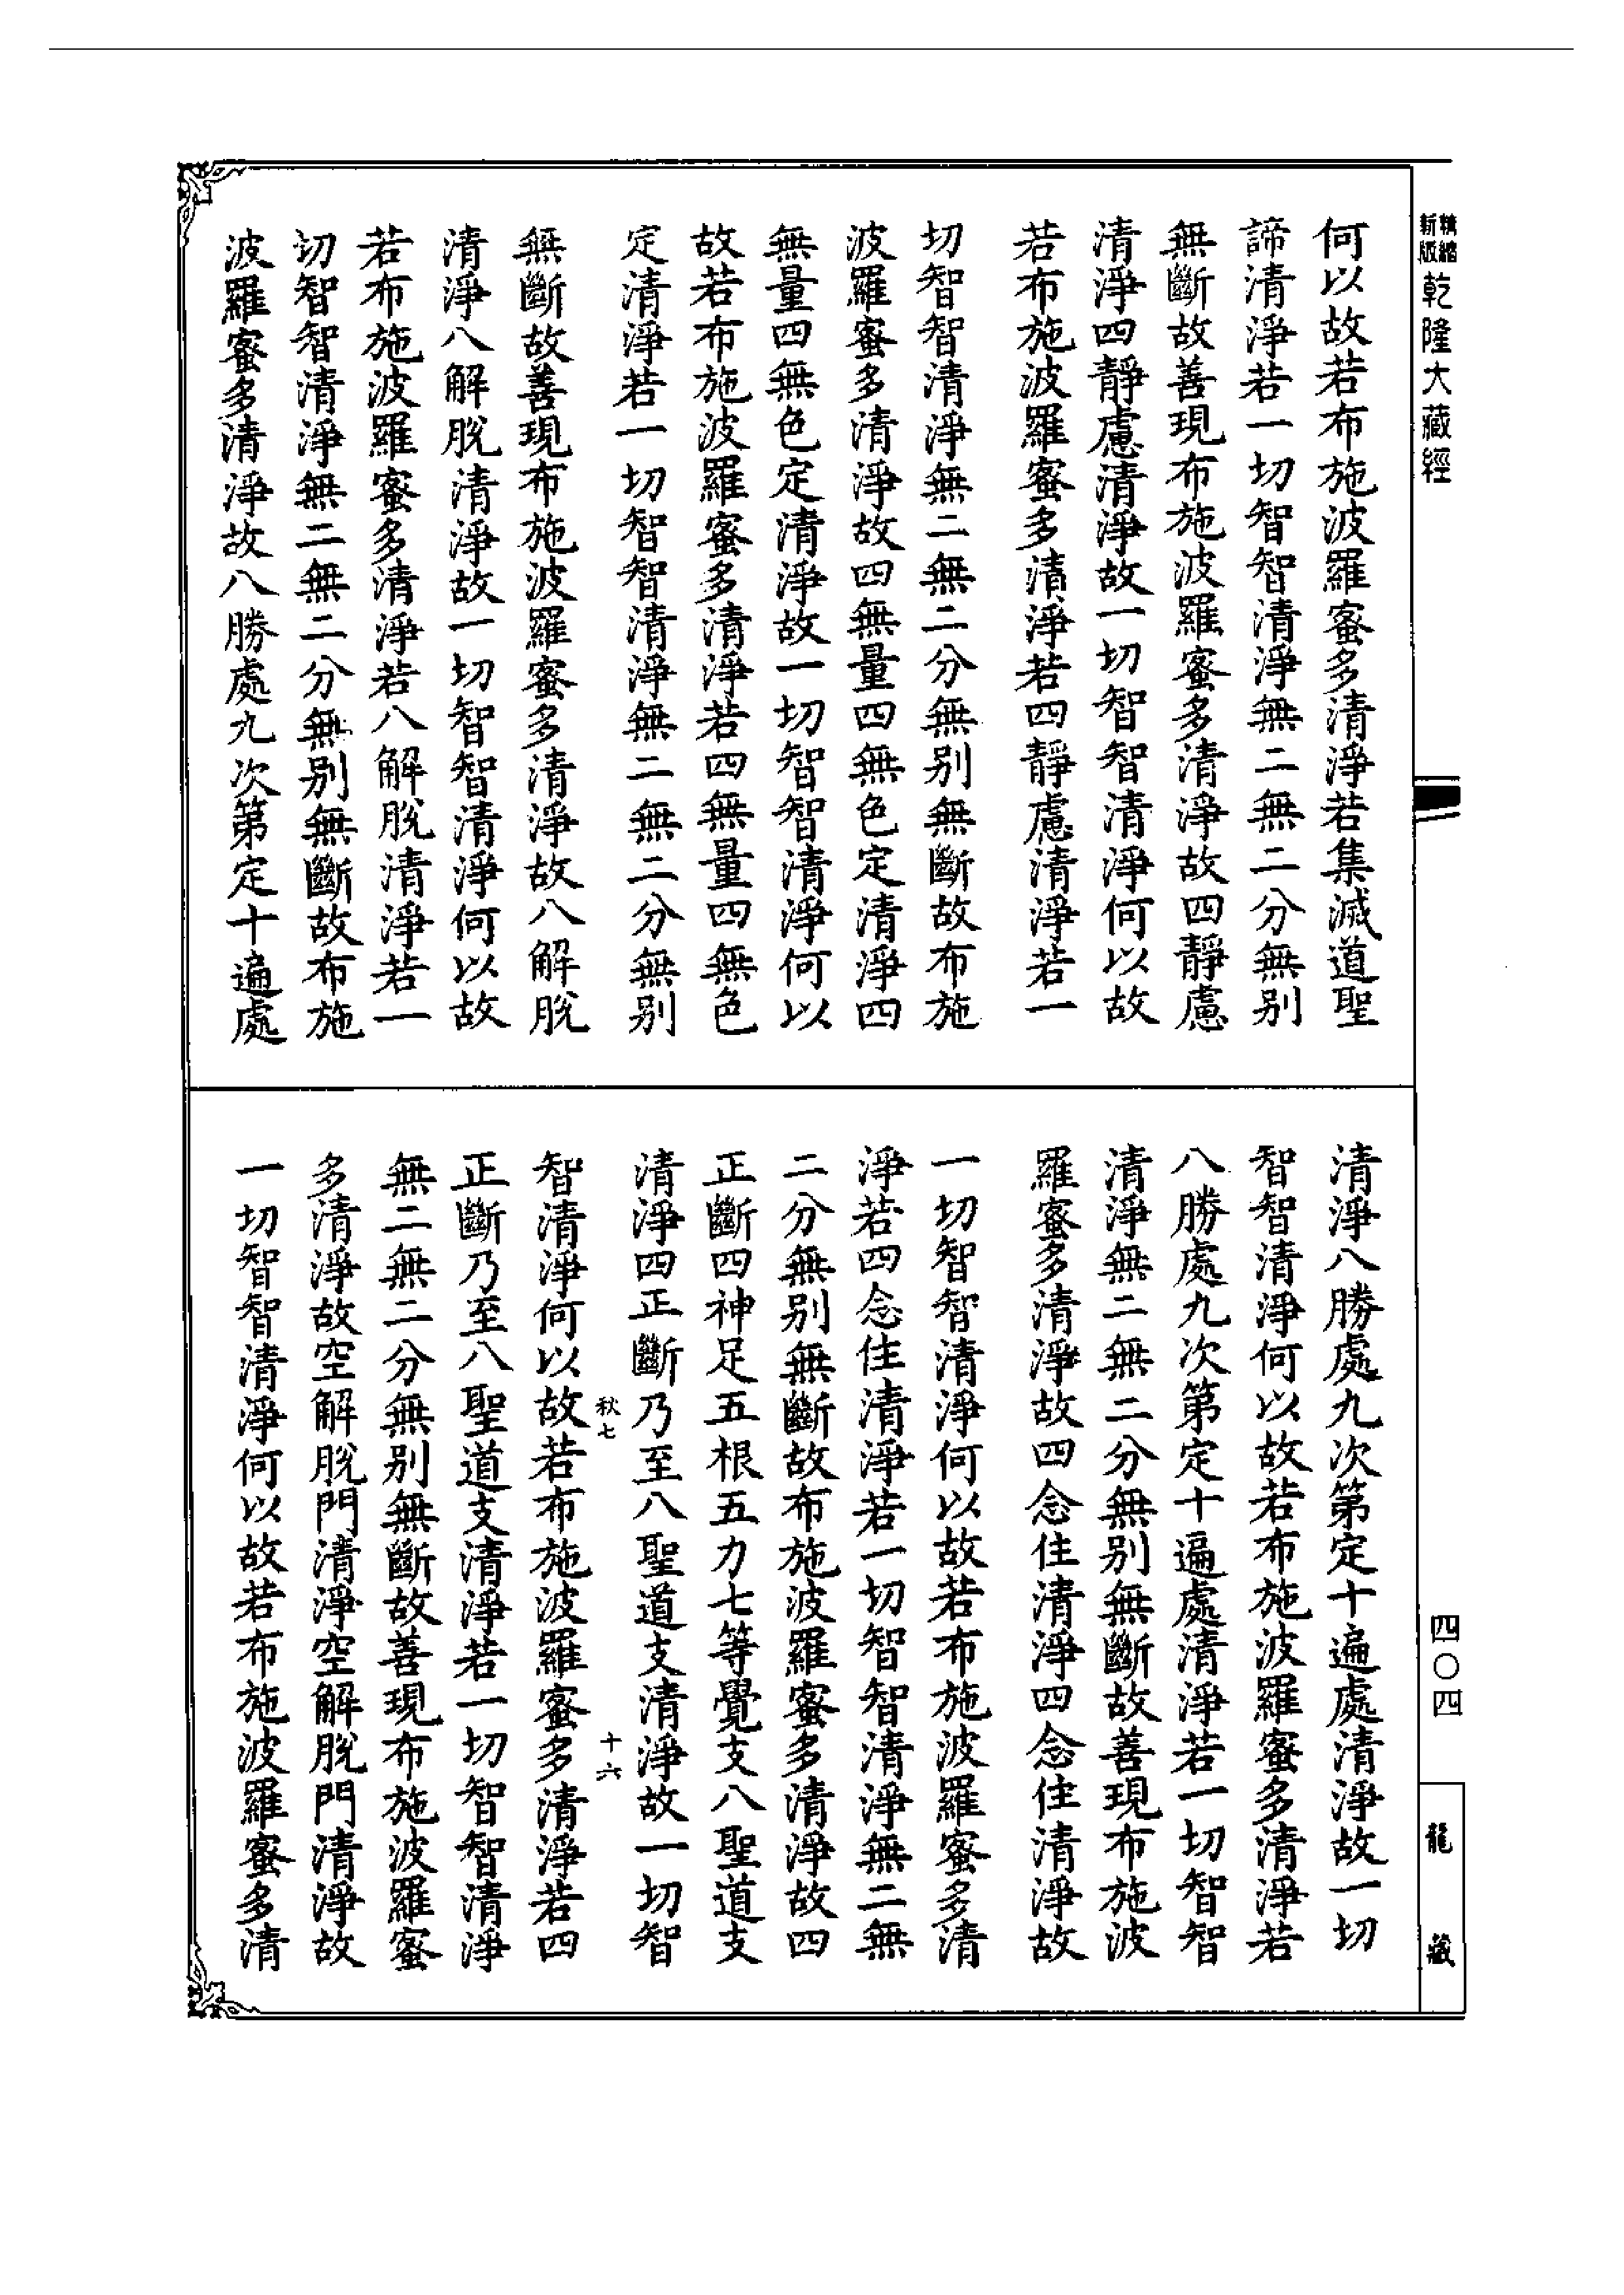 精縮新版
乾隆大藏經
何以故若布施波羅蜜多清淨若集滅道聖
諦清淨若一切智智清淨無二無二分無別
無斷故善現布施波羅蜜多清淨故四靜慮
清淨四靜慮清淨故一切智智清淨何以故
若布施波羅蜜多清淨若四靜慮清淨若一
切智智清淨無二無二分無別無斷故布施
波羅蜜多清淨故四無量四無色定清淨四
無量四無色定清淨故一切智智清淨何以
故若布施波羅蜜多清淨若四無量四無色
定清淨若一切智智清淨無二無二分無別
無斷故善現布施波羅蜜多清淨故八解脫
清淨八解脫清淨故一切智智清淨何以故
若布施波羅蜜多清淨若八解脫清淨若一
切智智清淨無二無二分無別無斷故布施
波羅蜜多清淨故八勝處九次第定十遍處
清淨八勝處九次第定十遍處清淨故一切
智智清淨何以故若布施波羅蜜多清淨若
八勝處九次第定十遍處清淨若一切智智
清淨無二無二分無別無斷故善現布施波
羅蜜多清淨故四念住清淨四念住清淨故
一切智智清淨何以故若布施波羅蜜多清
淨若四念住清淨若一切智智清淨無二無
二分無別無斷故布施波羅蜜多清淨故四
正斷四神足五根五力七等覺支八聖道支
清淨四正斷乃至八聖道支清淨故一切智
秋七 十六
智清淨何以故若布施波羅蜜多清淨若四
正斷乃至八聖道支清淨若一切智智清淨
無二無二分無別無斷故善現布施波羅蜜
多清淨故空解脫門清淨空解脫門清淨故
一切智智清淨何以故若布施波羅蜜多清
四〇四
龍藏